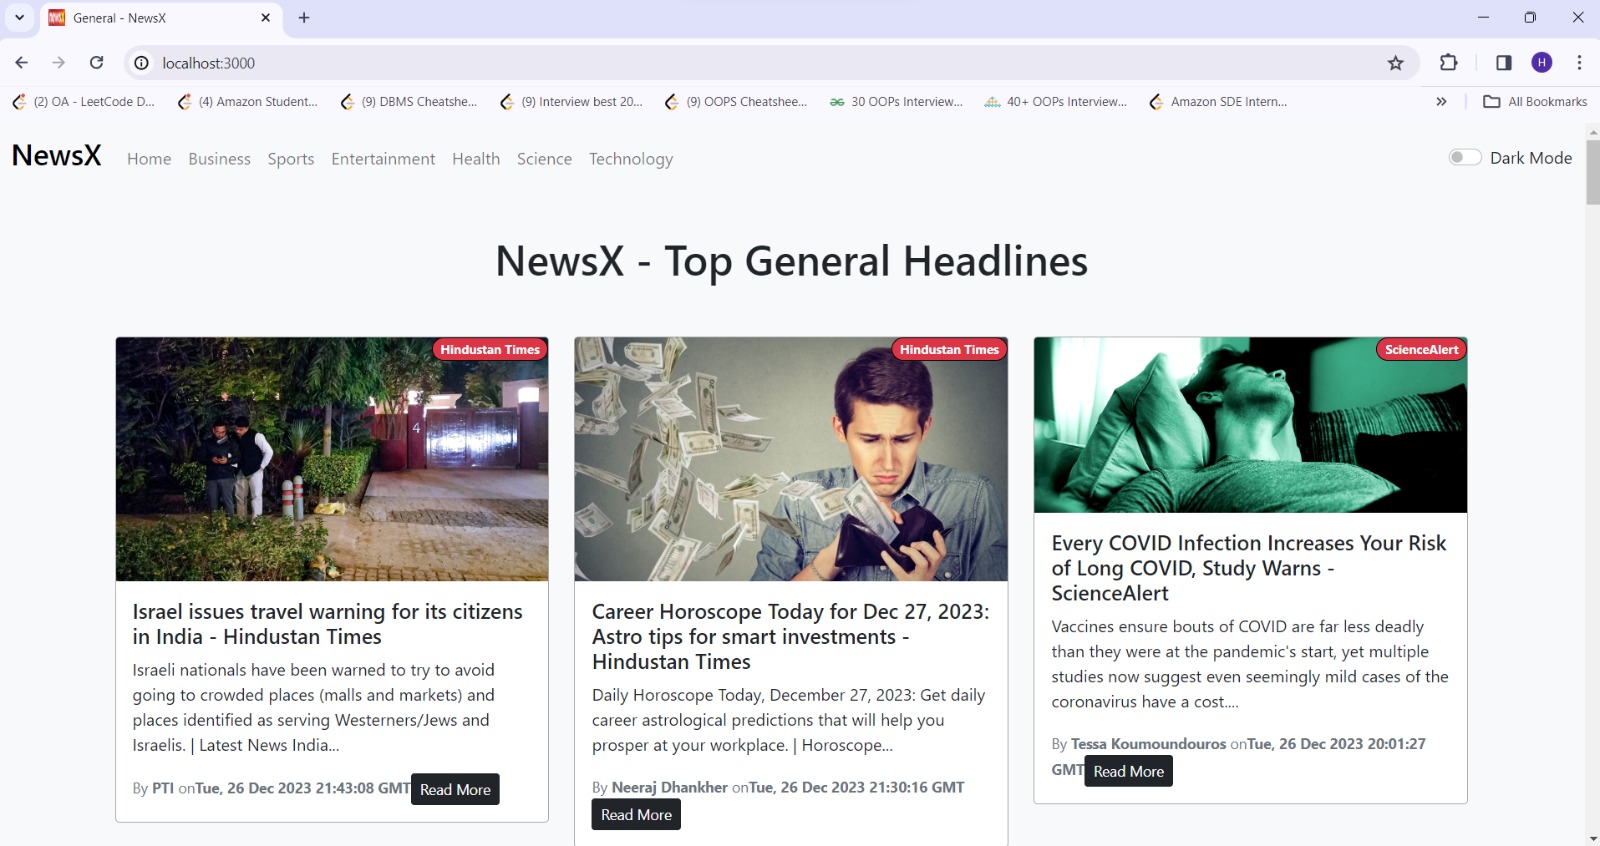 General - NewsX
localhost:3000
H
(2) OA - LeetCode D...
(4) Amazon Student...
(9) DBMS Cheatshe...
(9) Interview best 20...
(9) OOPS Cheatshee...
30 OOPs Interview...
40+ OOPs Interview...
Amazon SDE Intern...
All Bookmarks
NewsX
Home
Business
Sports
Entertainment
Health
Science
Technology
Dark Mode
NewsX - Top General Headlines
Hindustan Times
4
Israel issues travel warning for its citizens
in India - Hindustan Times
Israeli nationals have been warned to try to avoid
going to crowded places (malls and markets) and
places identified as serving Westerners/Jews and
Israelis. | Latest News India...
By PTI onTue, 26 Dec 2023 21:43:08 GMT
Read More
Hindustan Times
Career Horoscope Today for Dec 27, 2023:
Astro tips for smart investments -
Hindustan Times
Daily Horoscope Today, December 27, 2023: Get daily
career astrological predictions that will help you
prosper at your workplace. | Horoscope...
By Neeraj Dhankher onTue, 26 Dec 2023 21:30:16 GMT
Read More
ScienceAlert
Every COVID Infection Increases Your Risk
of Long COVID, Study Warns -
ScienceAlert
Vaccines ensure bouts of COVID are far less deadly
than they were at the pandemic's start, yet multiple
studies now suggest even seemingly mild cases of the
coronavirus have a cost....
By Tessa Koumoundouros onTue, 26 Dec 2023 20:01:27
GMT
Read More